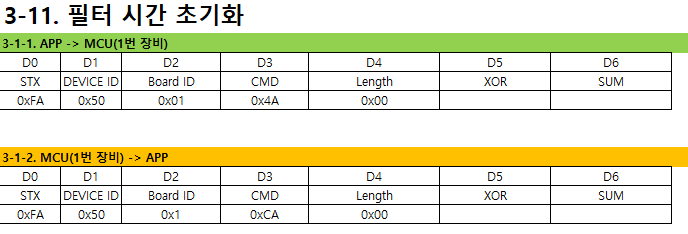 3-11. 필터 시간 초기화
3-1-1. APP -> MCU(1번 장비)
D0 D1 D2 D3 D4 D5 D6
STX DEVICE ID Board ID CMD Length XOR SUM
0xFA 0x50 0x01 0x4A 0x00
3-1-2. MCU(1번 장비) -> APP
D0 D1 D2 D3 D4 D5 D6
STX DEVICE ID Board ID CMD Length XOR SUM
0xFA 0x50 0x1 0xCA 0x00